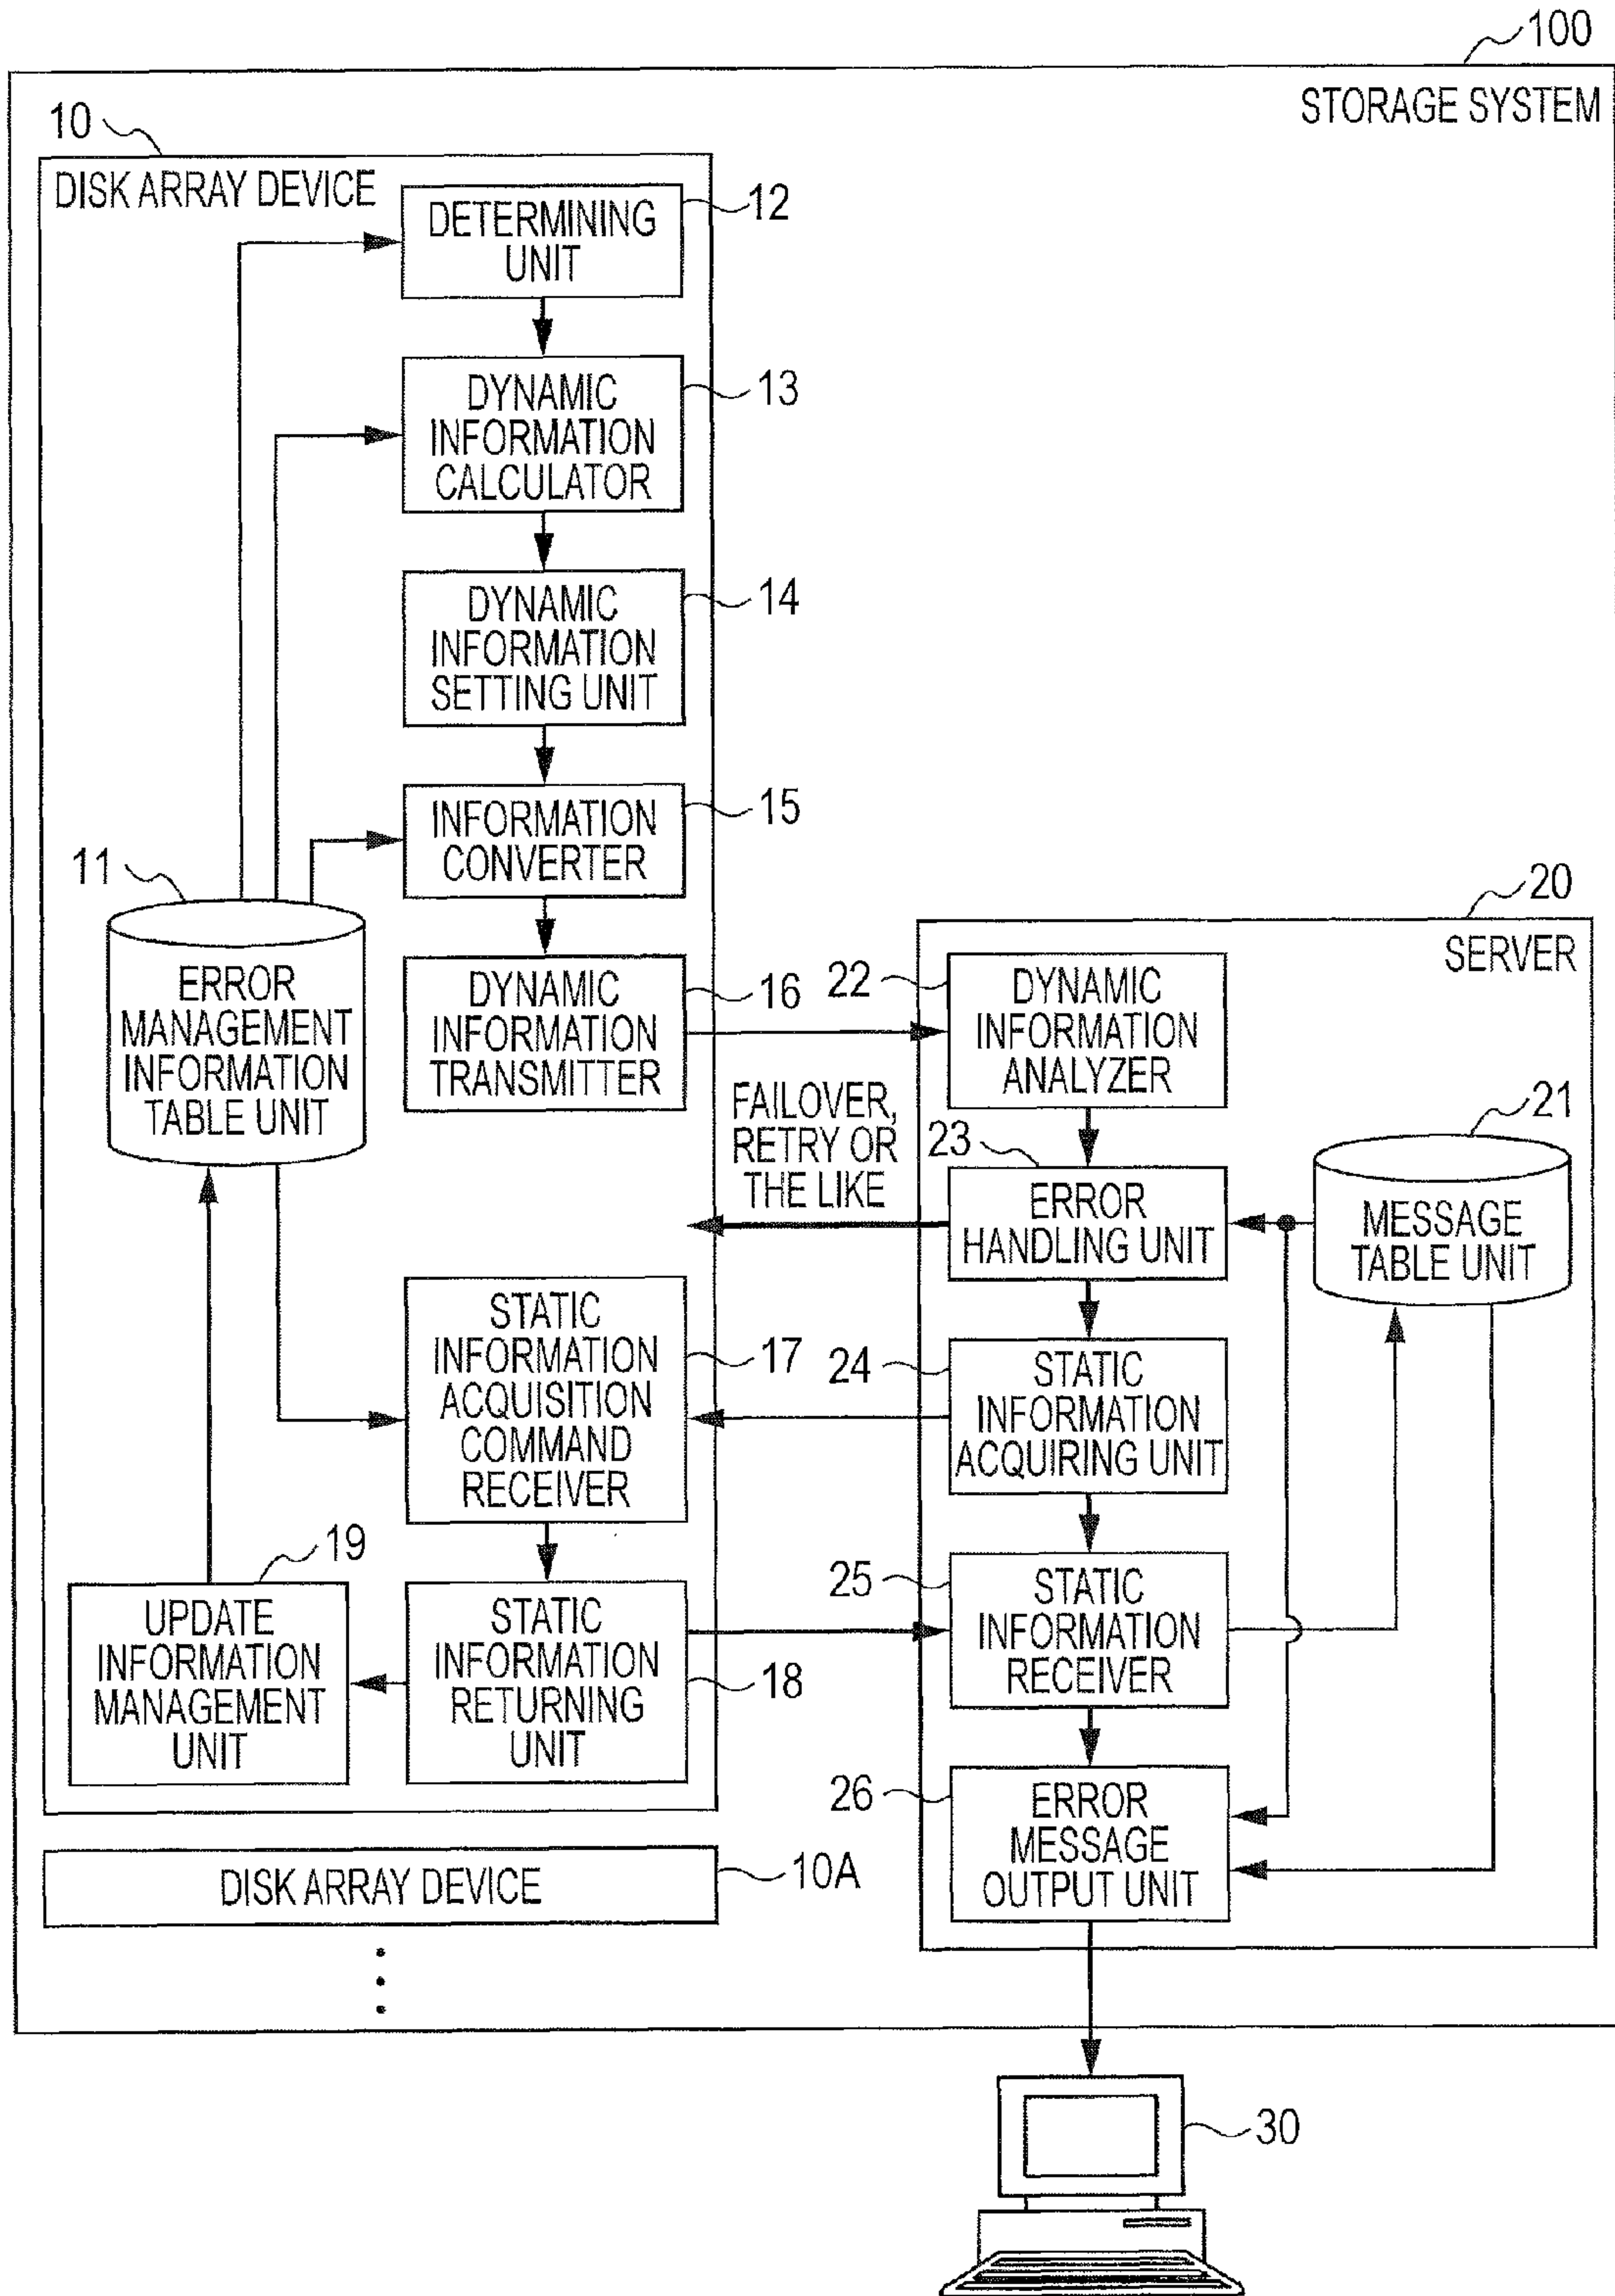 100
STORAGE SYSTEM
10
DISK ARRAY DEVICE
DETERMINING
UNIT
12
DYNAMIC
INFORMATION
CALCULATOR
13
DYNAMIC
INFORMATION
SETTING UNIT
14
INFORMATION
CONVERTER
15
11
ERROR
MANAGEMENT
INFORMATION
TABLE UNIT
DYNAMIC
INFORMATION
TRANSMITTER
16
20
SERVER
22
DYNAMIC
INFORMATION
ANALYZER
FAILOVER,
RETRY OR
THE LIKE
23
ERROR
HANDLING UNIT
21
MESSAGE
TABLE UNIT
STATIC
INFORMATION
ACQUISITION
COMMAND
RECEIVER
17
24
STATIC
INFORMATION
ACQUIRING UNIT
19
UPDATE
INFORMATION
MANAGEMENT
UNIT
STATIC
INFORMATION
RETURNING
UNIT
18
25
STATIC
INFORMATION
RECEIVER
26
ERROR
MESSAGE
OUTPUT UNIT
DISK ARRAY DEVICE
10A
30